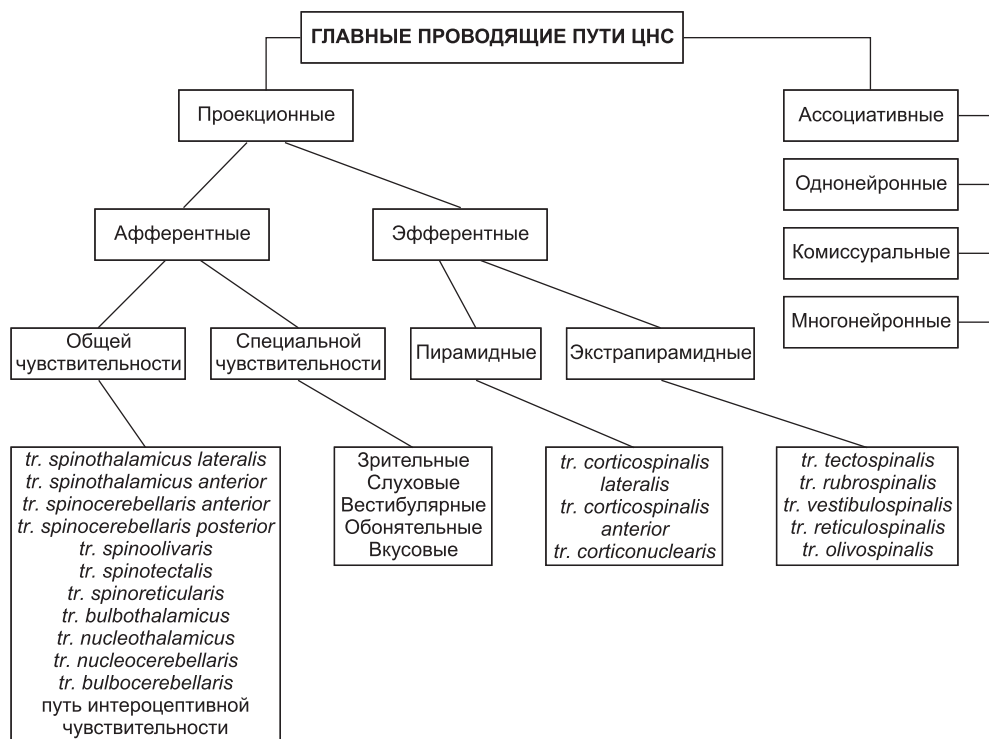 ГЛАВНЫЕ ПРОВОДЯЩИЕ ПУТИ ЦНС
Проекционные
Ассоциативные
Однонейронные
Комиссуральные
Многонейронные
Афферентные
Эфферентные
Общей
чувствительности
Специальной
чувствительности
Пирамидные
Экстрапирамидные
tr. spinothalamicus lateralis
tr. spinothalamicus anterior
tr. spinocerebellaris anterior
tr. spinocerebellaris posterior
tr. spinoolivaris
tr. spinotectalis
tr. spinoreticularis
tr. bulbothalamicus
tr. nucleothalamicus
tr. nucleocerebellaris
tr. bulbocerebellaris
путь интероцептивной
чувствительности
Зрительные
Слуховые
Вестибулярные
Обонятельные
Вкусовые
tr. corticospinalis
lateralis
tr. corticospinalis
anterior
tr. corticonuclearis
tr. tectospinalis
tr. rubrospinalis
tr. vestibulospinalis
tr. reticulospinalis
tr. olivospinalis